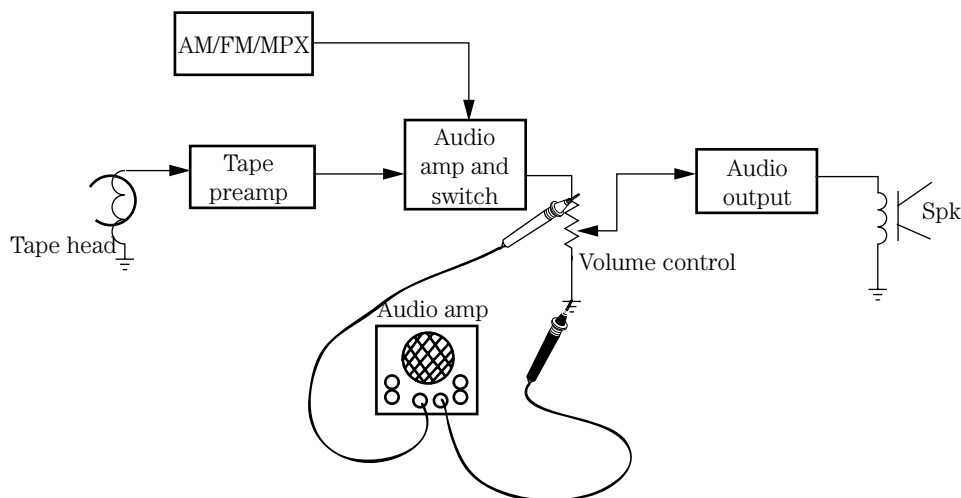 AM/FM/MPX
Audio
amp and
switch
Tape
preamp
Audio
output
Tape head
Spk
Volume control
Audio amp